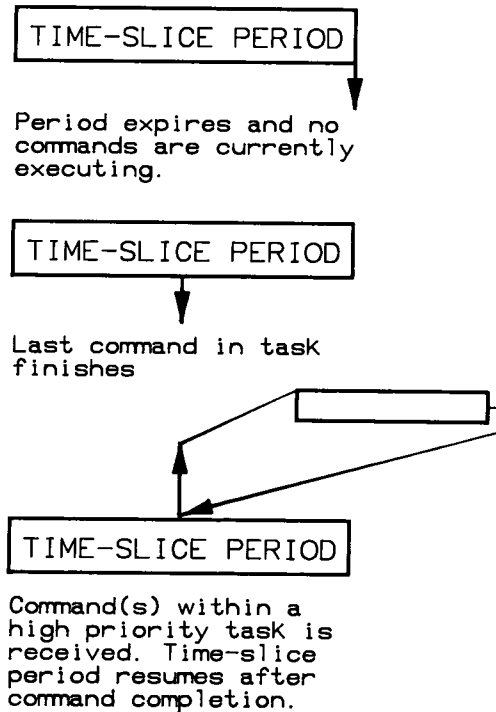 TIME-SLICE PERIOD
Period expires and no
commands are currently
executing.
TIME-SLICE PERIOD
Last command in task
finishes
TIME-SLICE PERIOD
Command(s) within a
high priority task is
received. Time-slice
period resumes after
command completion.